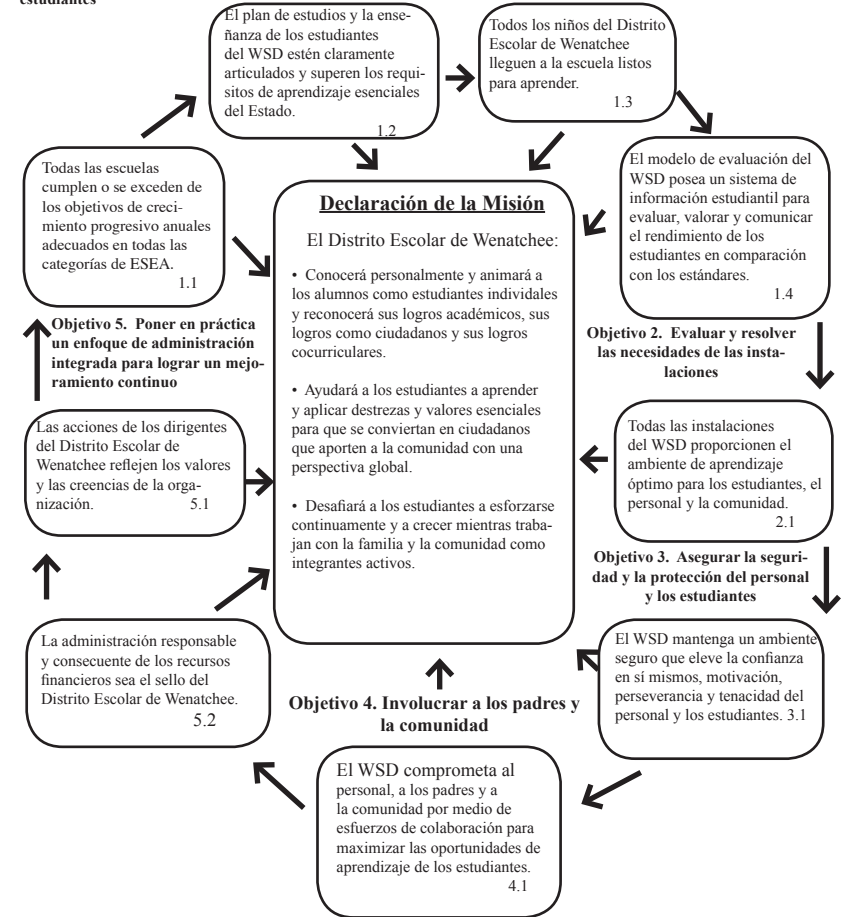 estudiantes
El plan de estudios y la ense-
ñanza de los estudiantes
del WSD estén claramente
articulados y superen los requi-
sitos de aprendizaje esenciales
del Estado.
1.2
Todos los niños del Distrito
Escolar de Wenatchee
lleguen a la escuela listos
para aprender.
1.3
El modelo de evaluación del
WSD posea un sistema de
información estudiantil para
evaluar, valorar y comunicar
el rendimiento de los
estudiantes en comparación
con los estándares.
1.4
Todas las escuelas
cumplen o se exceden de
los objetivos de creci-
miento progresivo anuales
adecuados en todas las
categorías de ESEA.
1.1
Declaración de la Misión
El Distrito Escolar de Wenatchee:
• Conocerá personalmente y animará a
los alumnos como estudiantes individales
y reconocerá sus logros académicos, sus
logros como ciudadanos y sus logros
cocurriculares.
• Ayudará a los estudiantes a aprender
y aplicar destrezas y valores esenciales
para que se conviertan en ciudadanos
que aporten a la comunidad con una
perspectiva global.
• Desafiará a los estudiantes a esforzarse
continuamente y a crecer mientras traba-
jan con la familia y la comunidad como
integrantes activos.
Objetivo 5. Poner en práctica
un enfoque de administración
integrada para lograr un mejo-
ramiento continuo
Objetivo 2. Evaluar y resolver
las necesidades de las insta-
laciones
Las acciones de los dirigentes
del Distrito Escolar de
Wenatchee reflejen los valores
y las creencias de la orga-
nización. 5.1
Todas las instalaciones
del WSD proporcionen el
ambiente de aprendizaje
óptimo para los estudiantes, el
personal y la comunidad.
2.1
Objetivo 3. Asegurar la seguri-
dad y la protección del personal
y los estudiantes
La administración responsable
y consecuente de los recursos
financieros sea el sello del
Distrito Escolar de Wenatchee.
5.2
El WSD mantenga un ambiente
seguro que eleve la confianza
en sí mismos, motivación,
perseverancia y tenacidad del
personal y los estudiantes. 3.1
Objetivo 4. Involucrar a los padres y
la comunidad
El WSD comprometa al
personal, a los padres y a
la comunidad por medio de
esfuerzos de colaboración para
maximizar las oportunidades de
aprendizaje de los estudiantes.
4.1